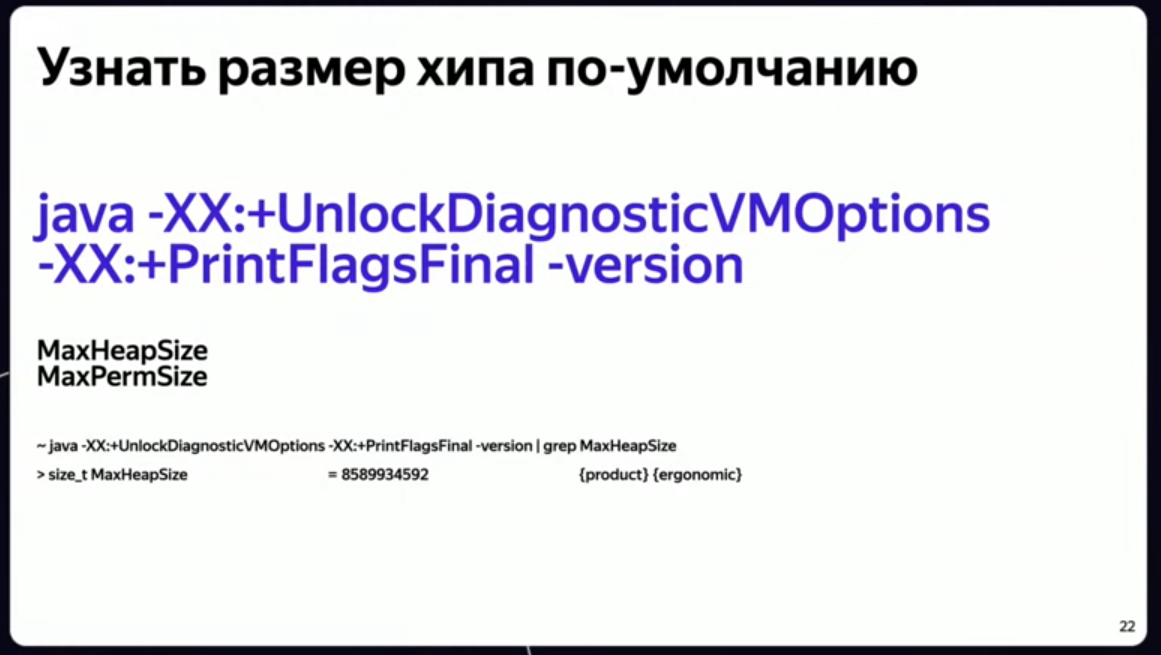 Узнать размер хипа по-умолчанию
java -XX:+UnlockDiagnosticVMOptions
-XX:+PrintFlagsFinal -version
MaxHeapSize
MaxPermSize
~ java -XX:+UnlockDiagnosticVMOptions -XX:+PrintFlagsFinal -version | grep MaxHeapSize
> size_t MaxHeapSize = 8589934592 {product} {ergonomic}
22